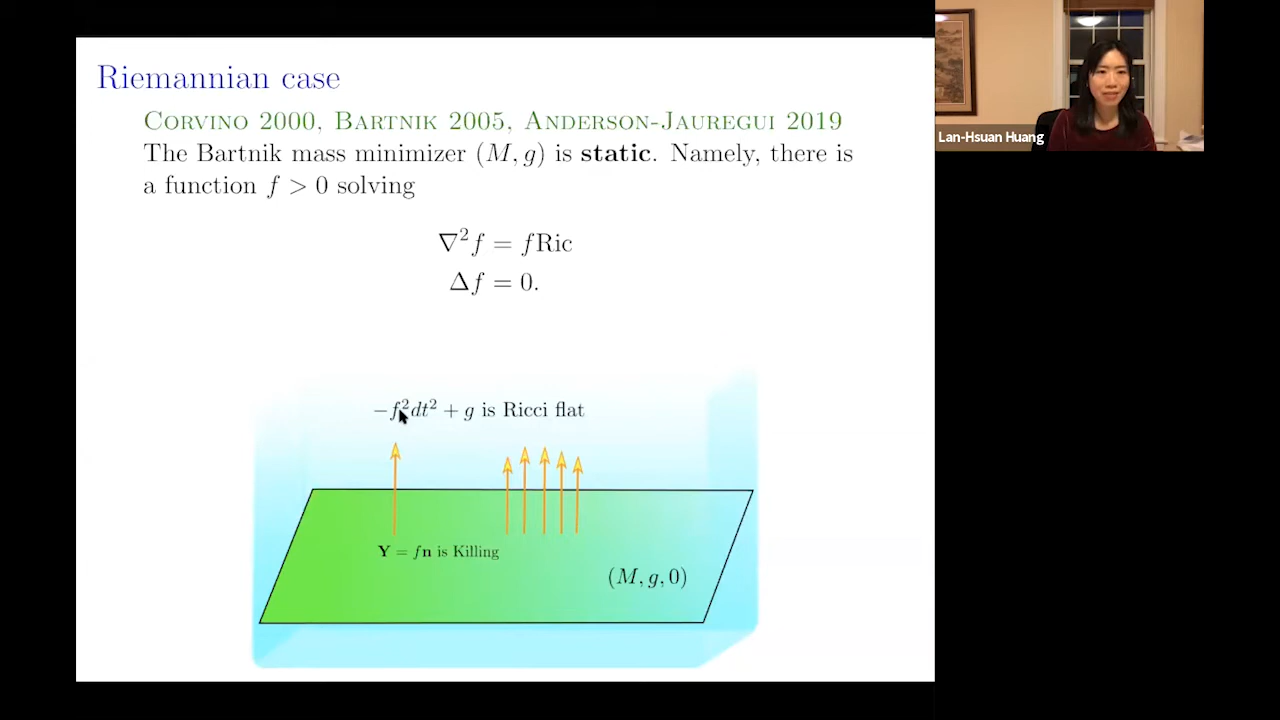 Riemannian case
Corvino 2000, Bartnik 2005, Anderson-Jauregui 2019
The Bartnik mass minimizer (M, g) is static. Namely, there is
a function f > 0 solving
∇²f = fRic
Δf = 0.
−f²dt² + g is Ricci flat
Y = fn is Killing
(M, g, 0)
Lan-Hsuan Huang